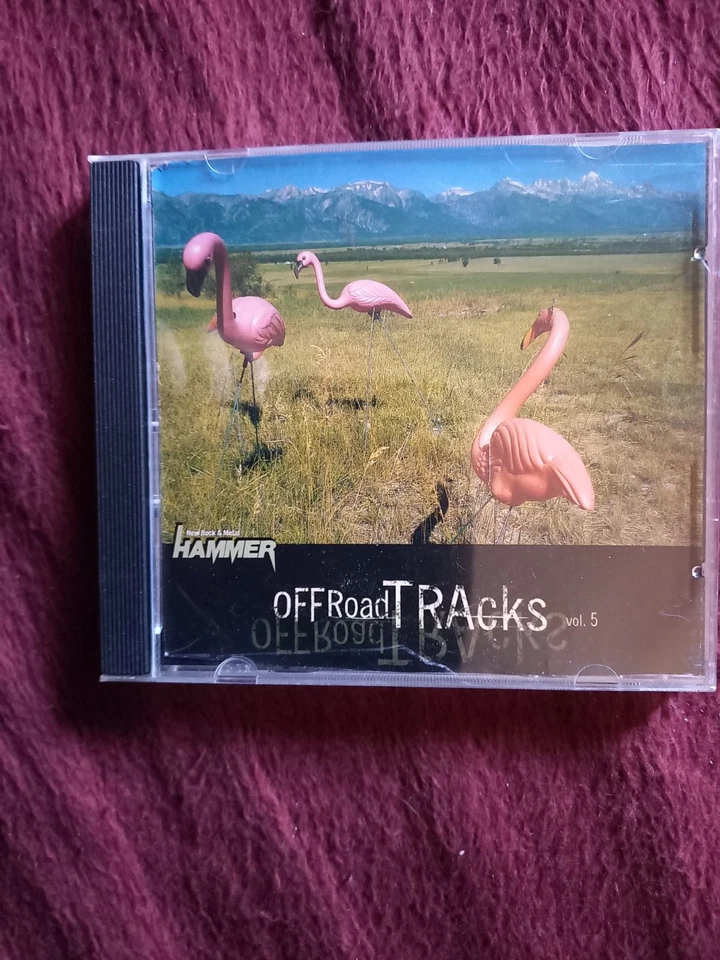 New Rock & Metal
HAMMER
OFFRoadTRAcks vol. 5